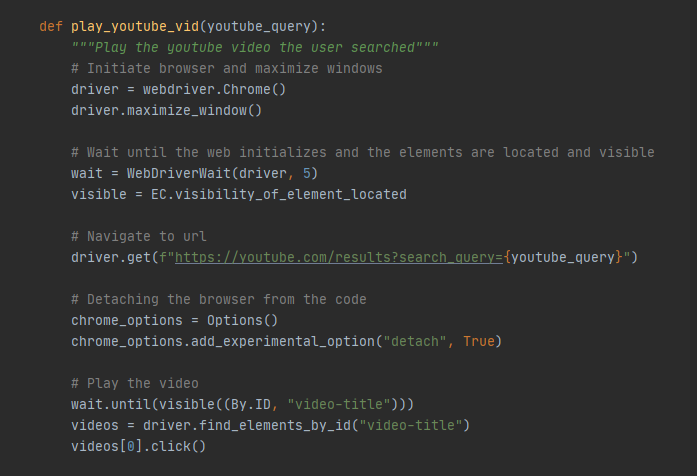 def play_youtube_vid(youtube_query):
"""Play the youtube video the user searched"""
# Initiate browser and maximize windows
driver = webdriver.Chrome()
driver.maximize_window()
# Wait until the web initializes and the elements are located and visible
wait = WebDriverWait(driver, 5)
visible = EC.visibility_of_element_located
# Navigate to url
driver.get(f"https://youtube.com/results?search_query={youtube_query}")
# Detaching the browser from the code
chrome_options = Options()
chrome_options.add_experimental_option("detach", True)
# Play the video
wait.until(visible((By.ID, "video-title")))
videos = driver.find_elements_by_id("video-title")
videos[0].click()